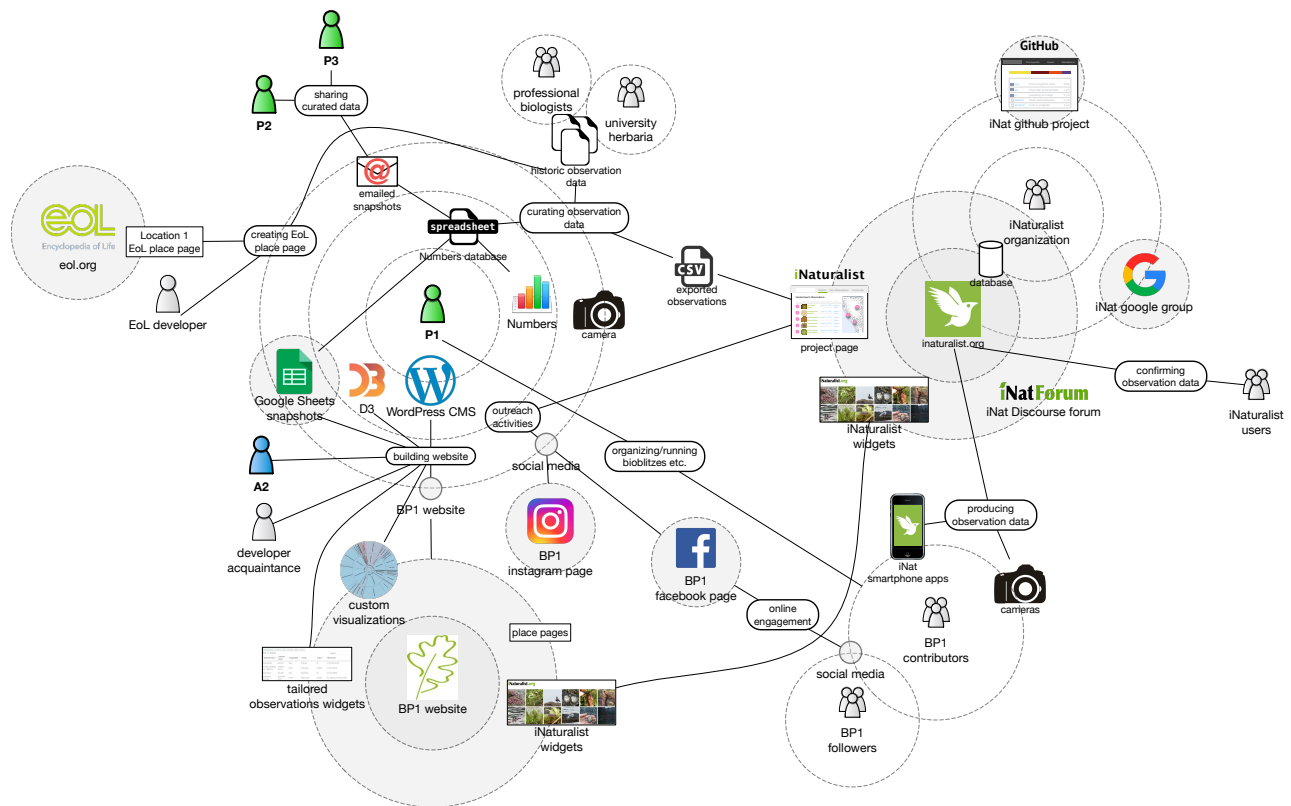 P3
P2
sharing
curated data
professional
biologists
university
herbaria
GitHub
iNat github project
historic observation
data
@
emailed
snapshots
eol
Encyclopedia of Life
eol.org
Location 1
EoL place page
creating EoL
place page
EoL developer
spreadsheet
Numbers database
curating observation
data
Numbers
P1
camera
CSV
exported
observations
iNaturalist
project page
iNaturalist
organization
database
inaturalist.org
iNat google group
confirming
observation data
iNaturalist
users
iNatForum
iNat Discourse forum
Naturalist.org
iNaturalist
widgets
Google Sheets
snapshots
D3
WordPress CMS
outreach
activities
social media
organizing/running
bioblitzes etc.
building website
A2
developer
acquaintance
BP1 website
BP1
instagram page
BP1
facebook page
online
engagement
producing
observation data
iNat
smartphone apps
cameras
BP1
contributors
social media
BP1
followers
custom
visualizations
tailored
observations widgets
place pages
BP1 website
Naturalist.org
iNaturalist
widgets